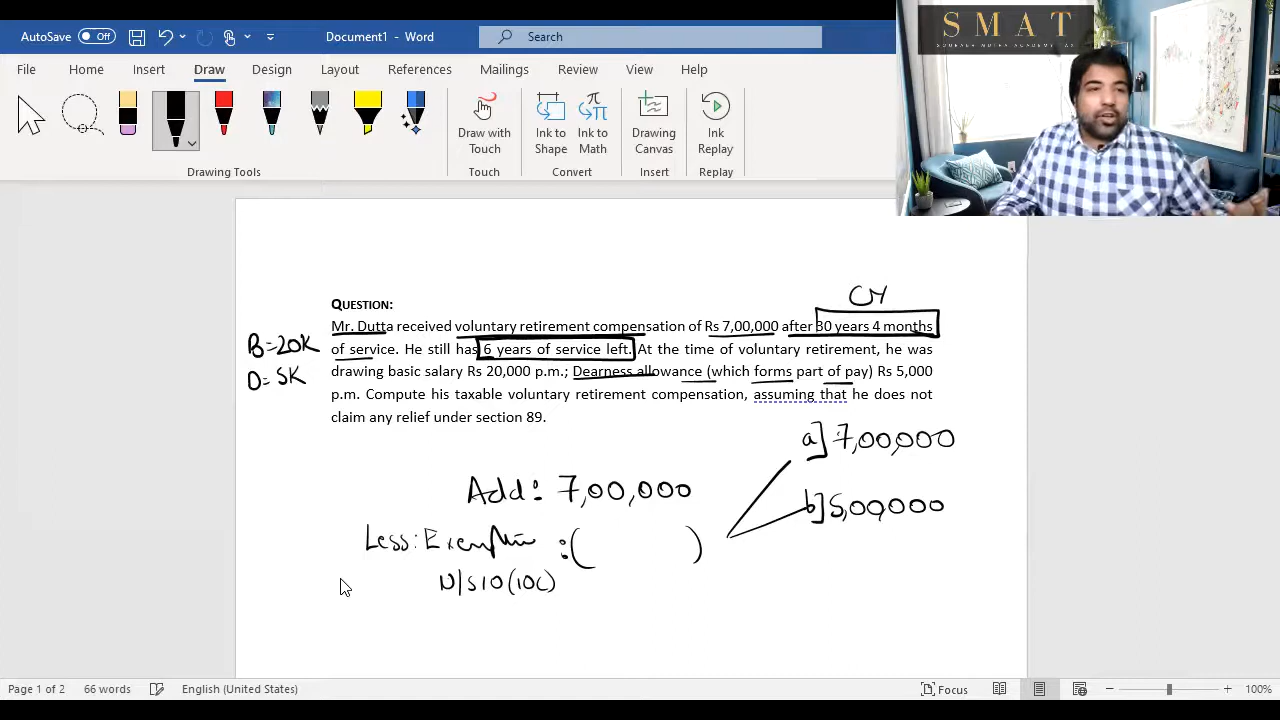 SMAT
SOURABH DUTTA ACADEMY TAX
AutoSave Off Document1 - Word Search
File Home Insert Draw Design Layout References Mailings Review View Help
Draw with Touch Ink to Shape Ink to Math Drawing Canvas Ink Replay
Drawing Tools Touch Convert Insert Replay
CY
QUESTION:
Mr. Dutta received voluntary retirement compensation of Rs 7,00,000 after 30 years 4 months
of service. He still has 6 years of service left. At the time of voluntary retirement, he was
drawing basic salary Rs 20,000 p.m.; Dearness allowance (which forms part of pay) Rs 5,000
p.m. Compute his taxable voluntary retirement compensation, assuming that he does not
claim any relief under section 89.
B=20K
D=5K
a] 7,00,000
Add: 7,00,000
b] 5,00,000
Less: Exemption :( )
U/S 10(10C)
Page 1 of 2 66 words English (United States) Focus 100%